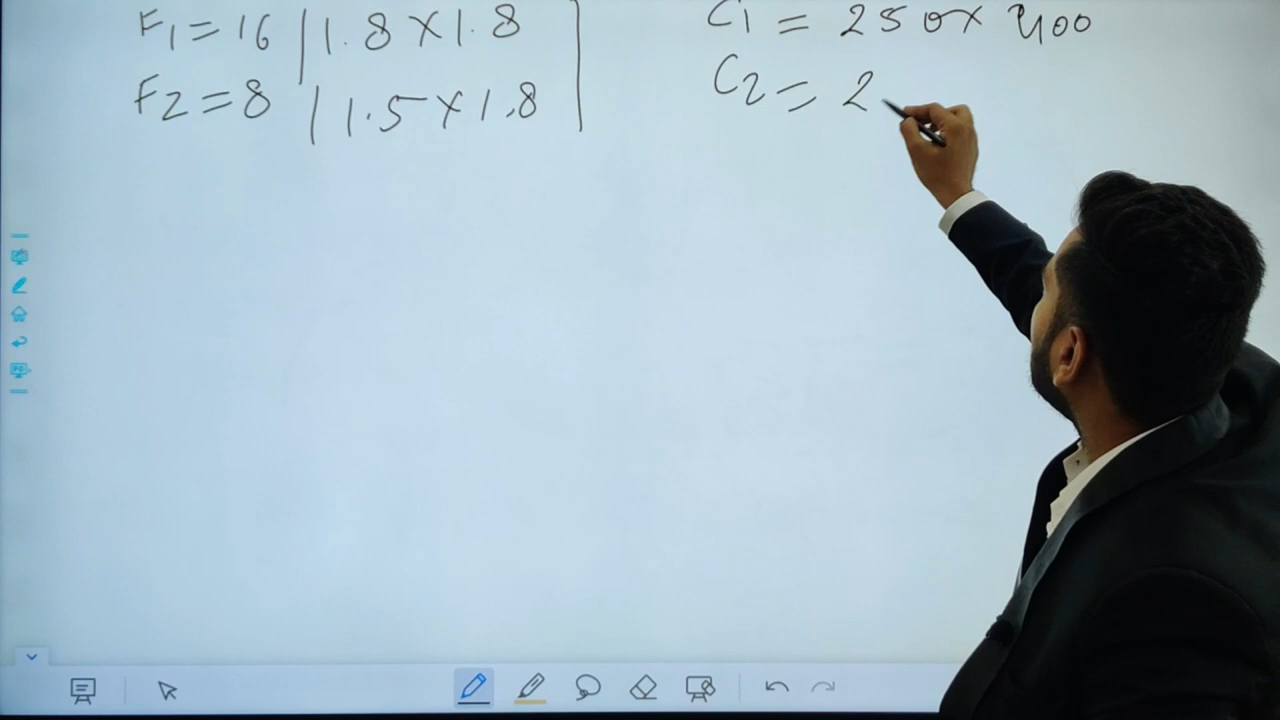 F1 = 16 | 1.8 × 1.8 |
F2 = 8 | 1.5 × 1.8 |
C1 = 250 × 400
C2 = 2